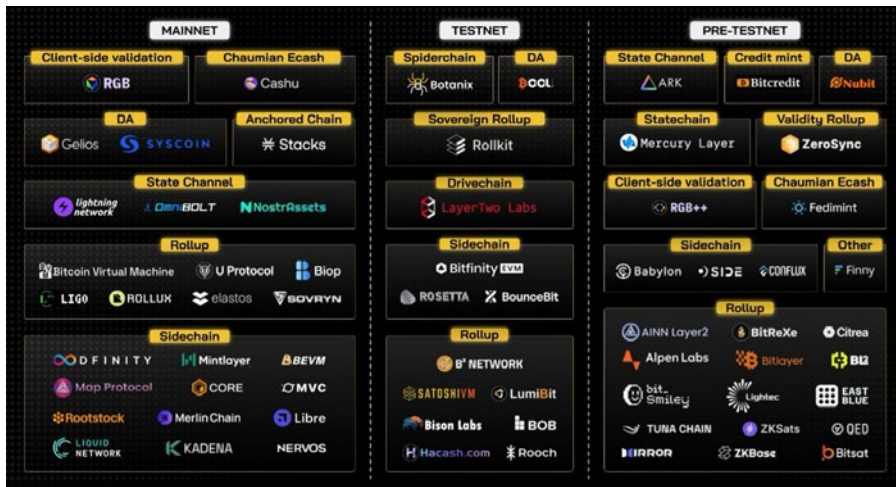 MAINNET
Client-side validation
RGB
Chaumian Ecash
Cashu
DA
Gelios SYSCOIN
Anchored Chain
Stacks
State Channel
lightning network OmniBOLT NostrAssets
Rollup
Bitcoin Virtual Machine U Protocol Biop
LIGO ROLLUX elastos SOVRYN
Sidechain
DFINITY Mintlayer BEVM
Map Protocol CORE MVC
Rootstock Merlin Chain Libre
LIQUID NETWORK KADENA NERVOS
TESTNET
Spiderchain
Botanix
DA
BOOL
Sovereign Rollup
Rollkit
Drivechain
LayerTwo Labs
Sidechain
Bitfinity EVM
ROSETTA BounceBit
Rollup
B² NETWORK
SATOSHIVM LumiBit
Bison Labs BOB
Hacash.com Rooch
PRE-TESTNET
State Channel
ARK
Credit mint
Bitcredit
DA
Nubit
Statechain
Mercury Layer
Validity Rollup
ZeroSync
Client-side validation
RGB++
Chaumian Ecash
Fedimint
Sidechain
Babylon SIDE CONFLUX
Other
Finny
Rollup
AINN Layer2 BitReXe Citrea
Alpen Labs Bitlayer
bit_Smiley Lightec EAST BLUE
TUNA CHAIN ZKSats QED
MIRROR ZKBase Bitsat